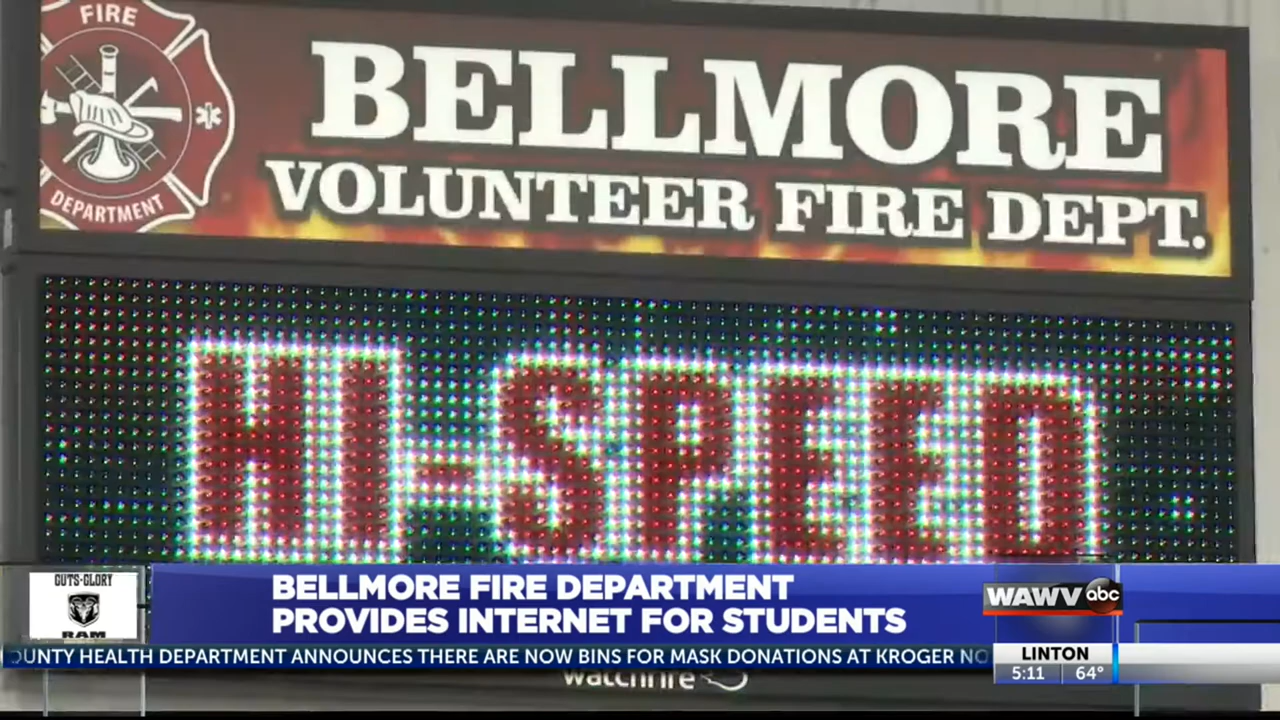 FIRE
DEPARTMENT
BELLMORE
VOLUNTEER FIRE DEPT.
HI-SPEED
GUTS-GLORY
RAM
BELLMORE FIRE DEPARTMENT
PROVIDES INTERNET FOR STUDENTS
WAWV abc
OUNTY HEALTH DEPARTMENT ANNOUNCES THERE ARE NOW BINS FOR MASK DONATIONS AT KROGER NO
LINTON
5:11 64°
watchfire